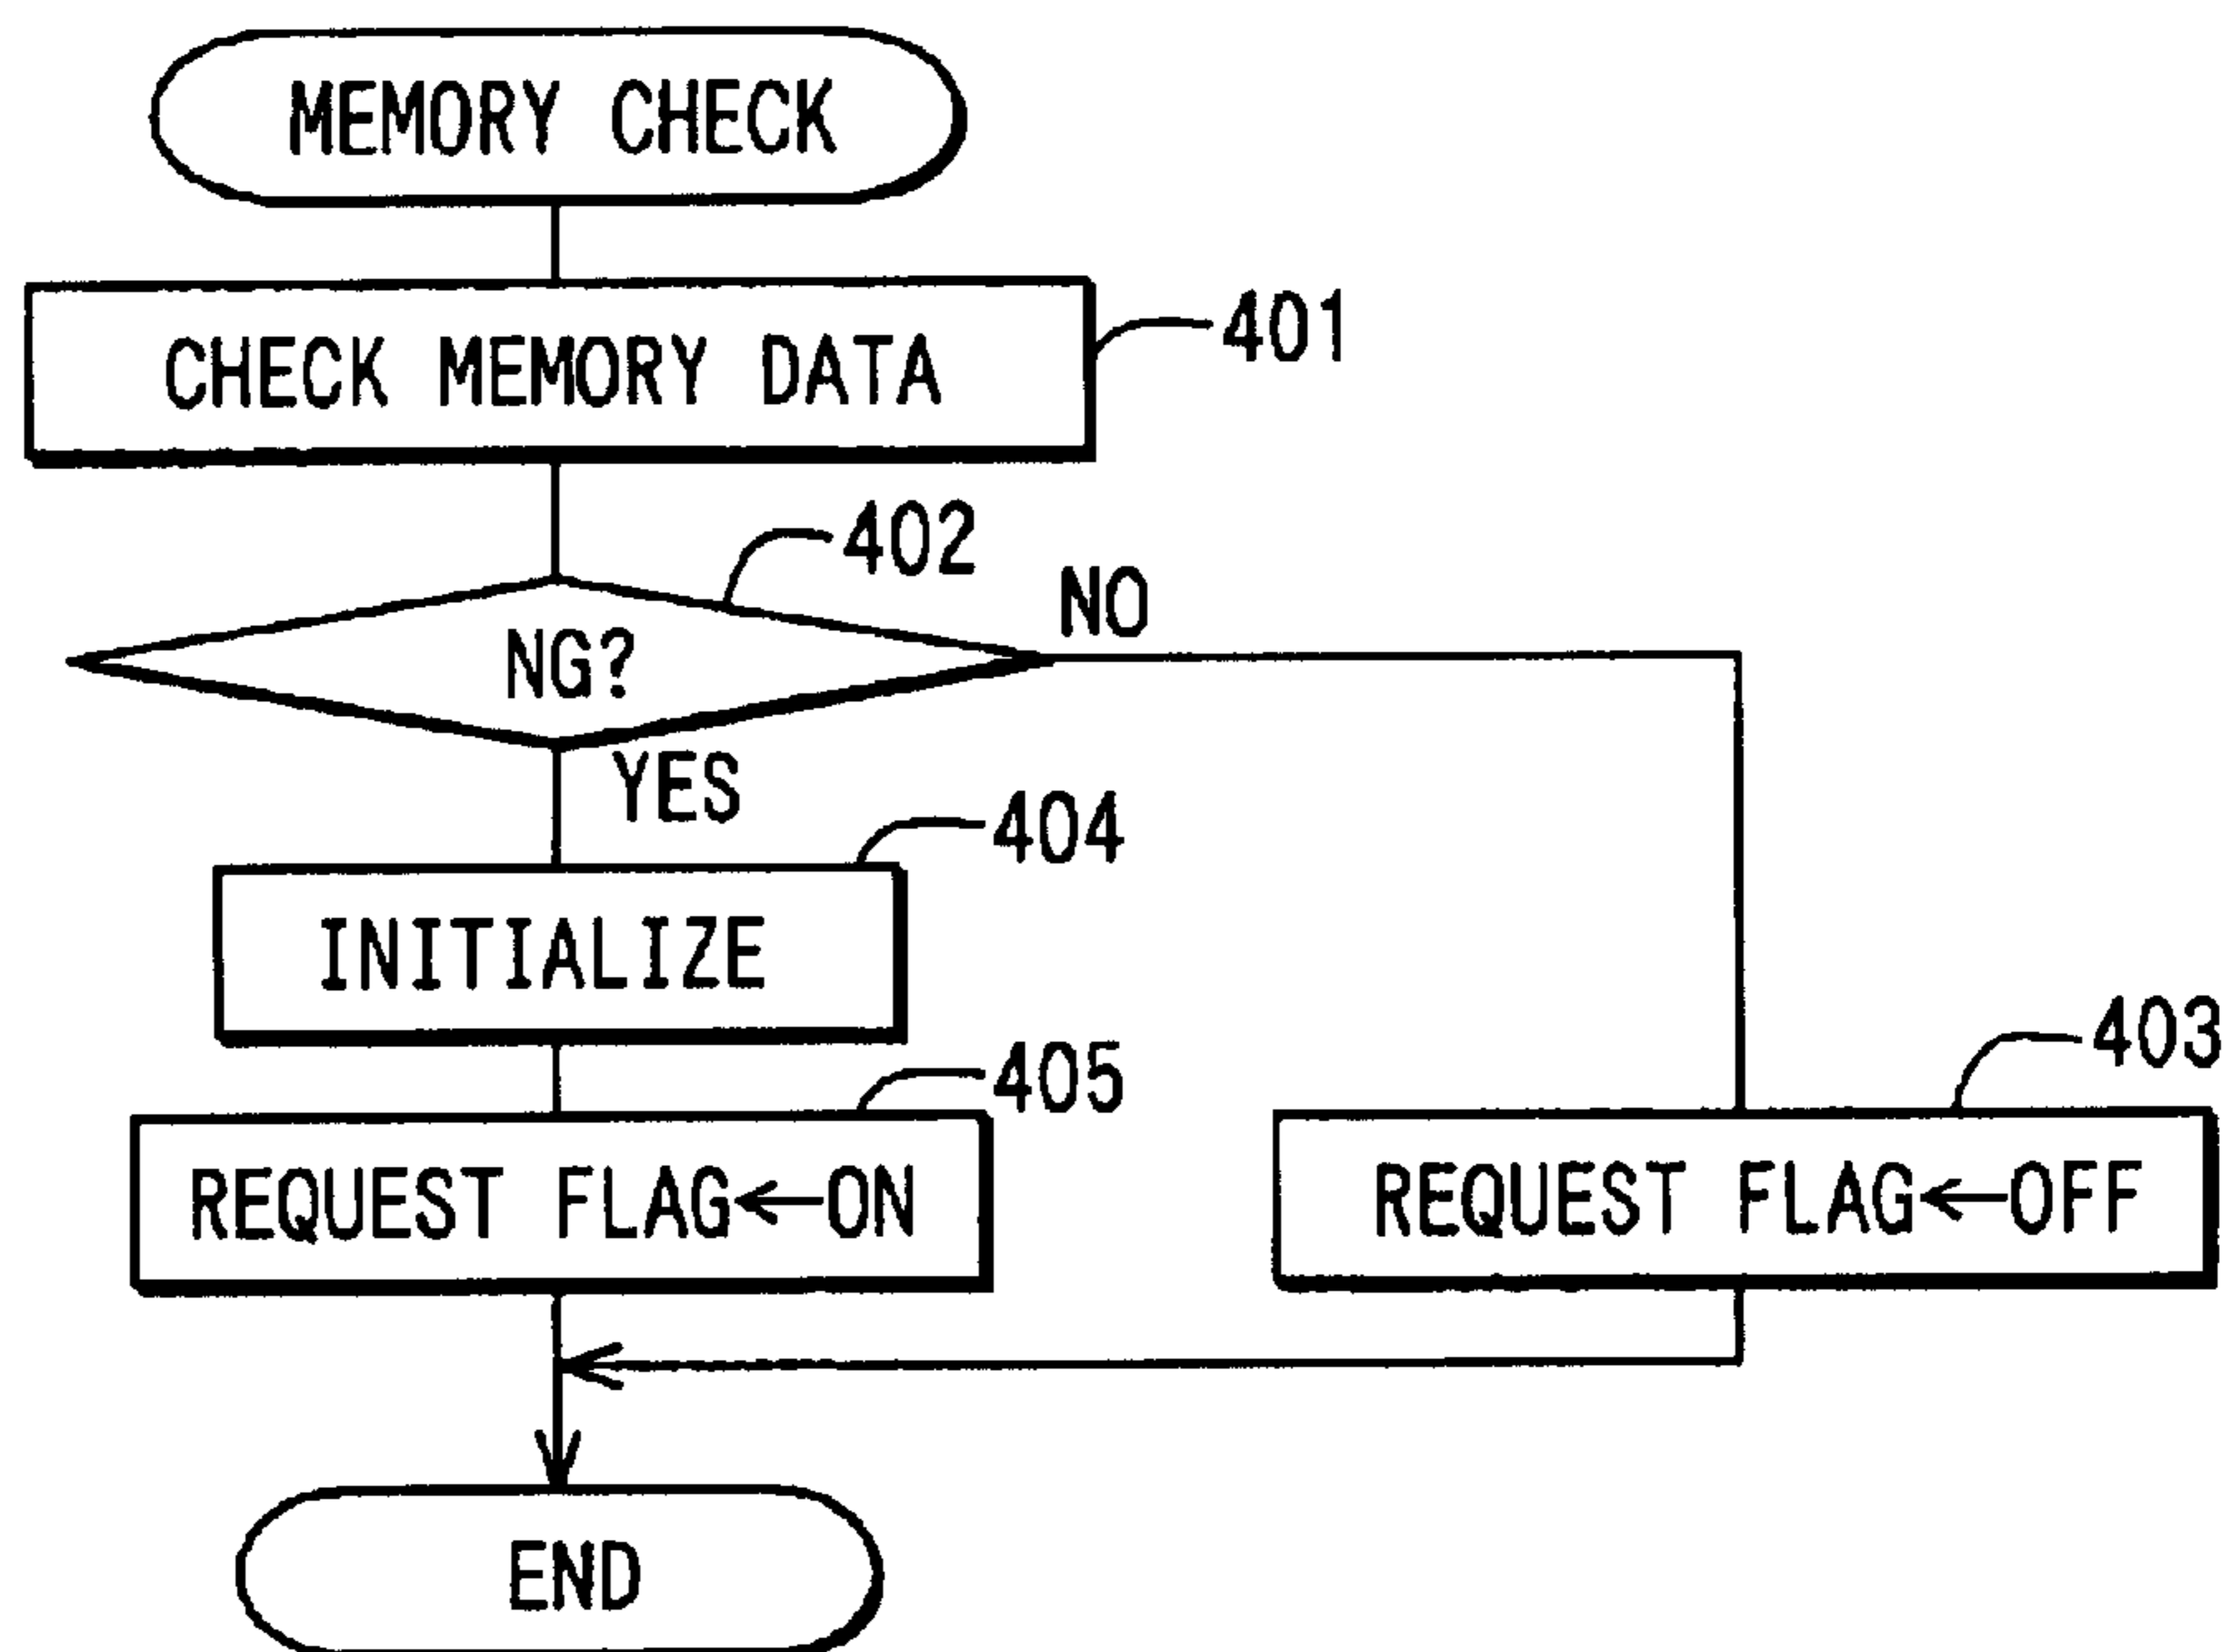 MEMORY CHECK
CHECK MEMORY DATA
401
402
NG?
NO
YES
404
INITIALIZE
405
REQUEST FLAG←ON
403
REQUEST FLAG←OFF
END